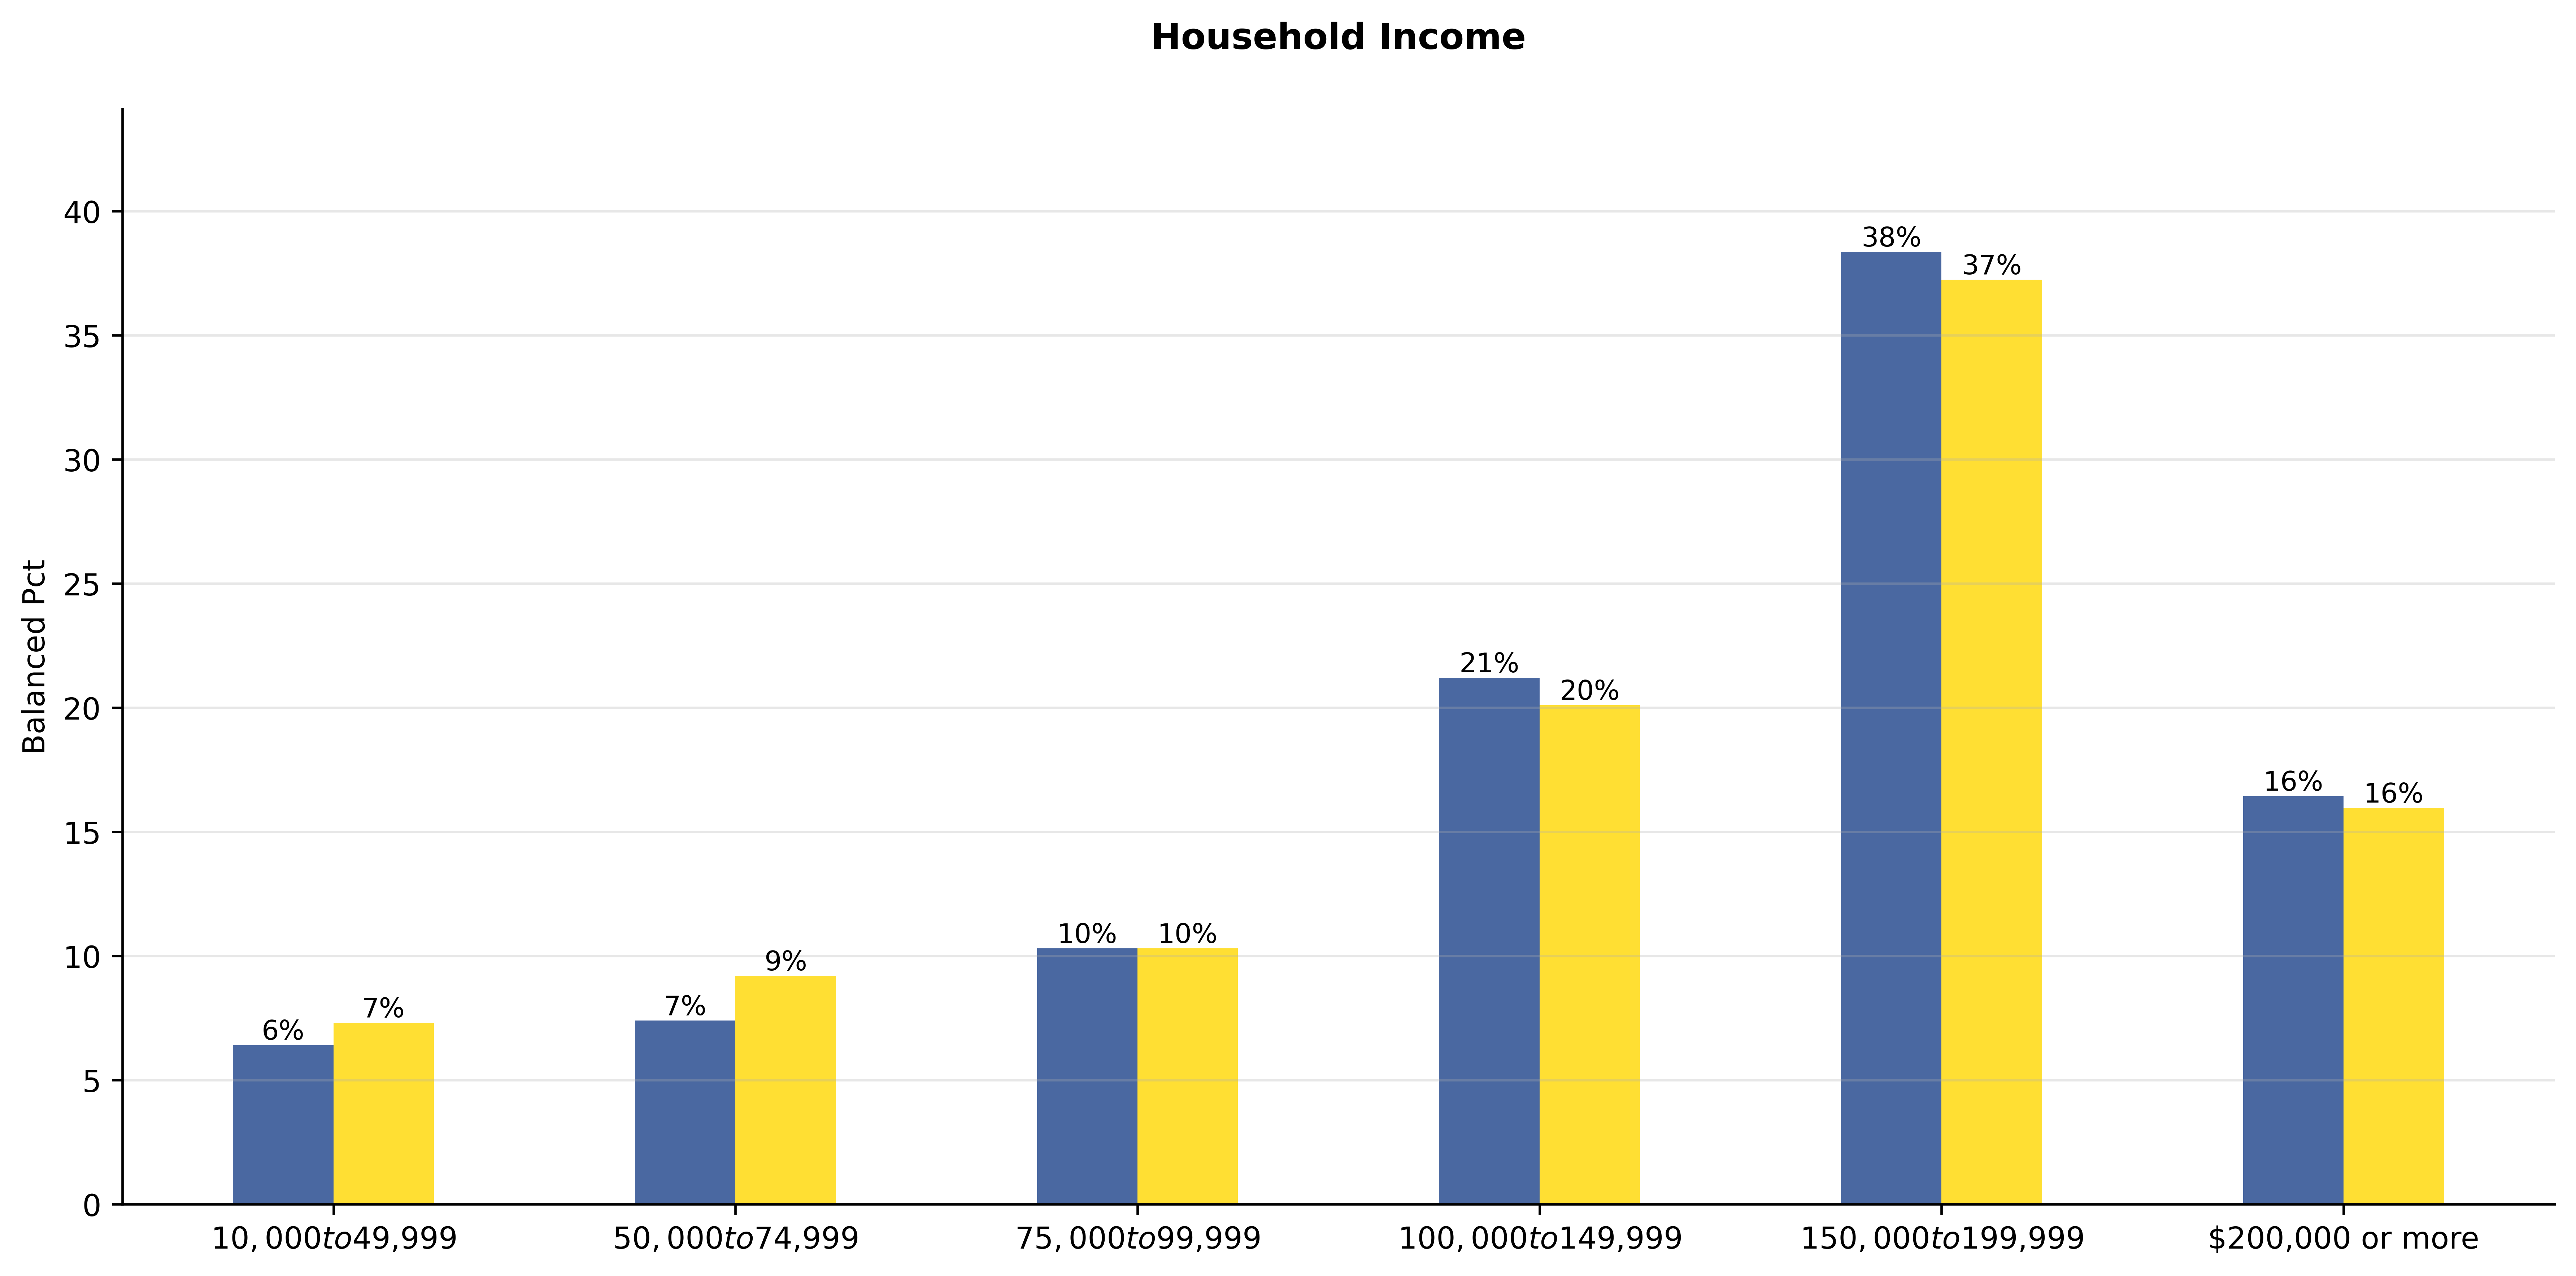 Household Income
Balanced Pct
40
35
30
25
20
15
10
5
0
6%
7%
7%
9%
10%
10%
21%
20%
38%
37%
16%
16%
10,000to49,999
50,000to74,999
75,000to99,999
100,000to149,999
150,000to199,999
$200,000 or more